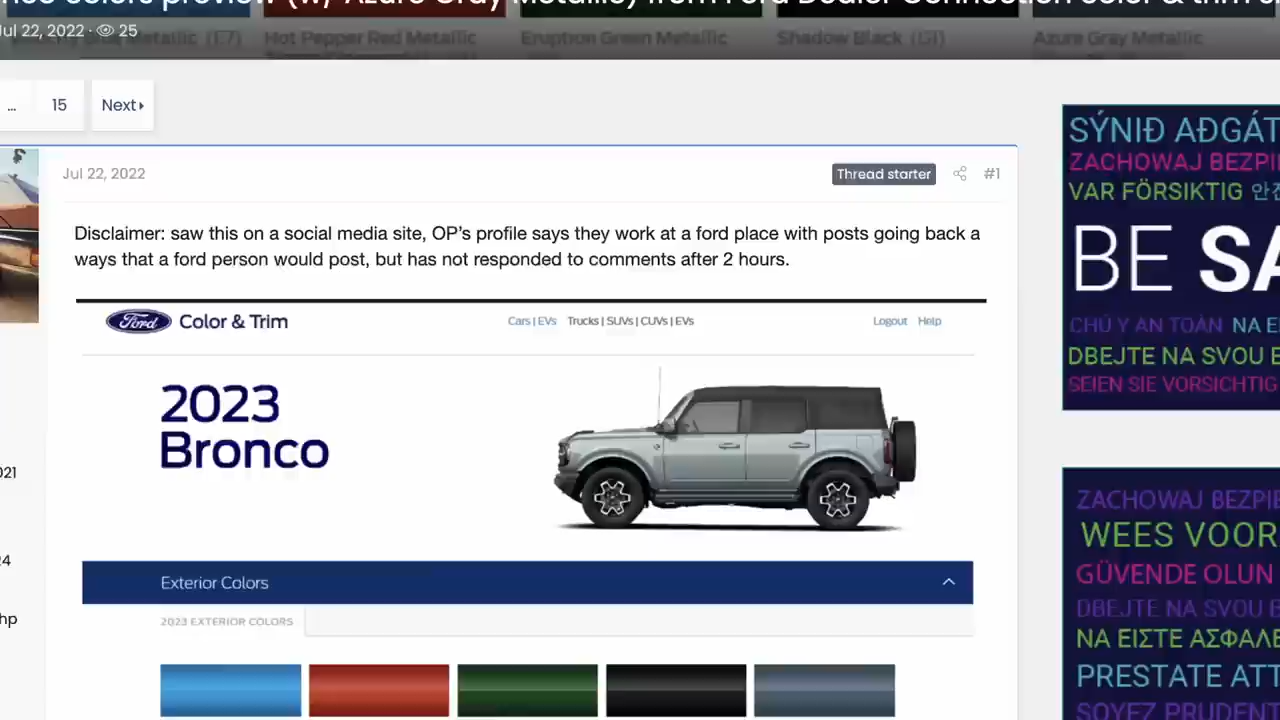 Jul 22, 2022 · 25
Hot Pepper Red Metallic
Eruption Green Metallic
Shadow Black (G1)
Azure Gray Metallic
... 15 Next
Jul 22, 2022
Thread starter
#1
Disclaimer: saw this on a social media site, OP's profile says they work at a ford place with posts going back a
ways that a ford person would post, but has not responded to comments after 2 hours.
Ford Color & Trim
Cars | EVs Trucks | SUVs | CUVs | EVs
Logout Help
2023
Bronco
Exterior Colors
2023 EXTERIOR COLORS
SÝNIÐ AÐGÁT
ZACHOWAJ BEZPI
VAR FÖRSIKTIG 안전
BE SA
CHÚ Ý AN TOÀN NA E
DBEJTE NA SVOU B
SEIEN SIE VORSICHTIG
ZACHOWAJ BEZPIE
WEES VOOR
GÜVENDE OLUN
DBEJTE NA SVOU B
ΝΑ ΕΙΣΤΕ ΑΣΦΑΛΕ
PRESTATE ATT
SOYEZ PRUDENT